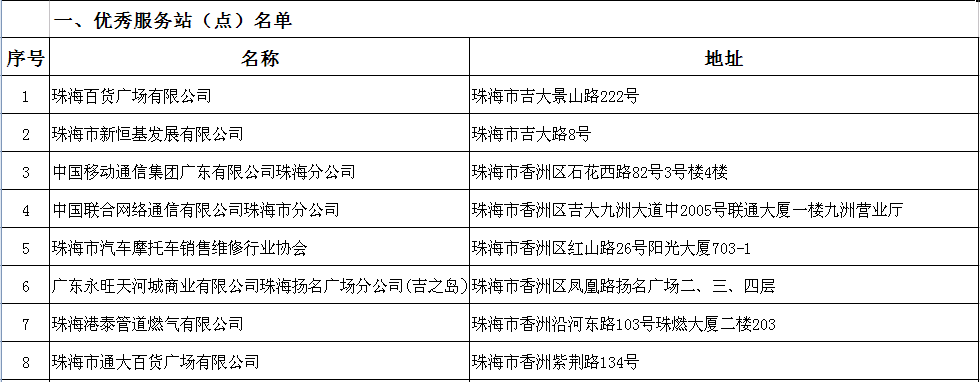 一、优秀服务站（点）名单
序号 名称 地址
1 珠海百货广场有限公司 珠海市吉大景山路222号
2 珠海市新恒基发展有限公司 珠海市吉大路8号
3 中国移动通信集团广东有限公司珠海分公司 珠海市香洲区石花西路82号3号楼4楼
4 中国联合网络通信有限公司珠海市分公司 珠海市香洲区吉大九洲大道中2005号联通大厦一楼九洲营业厅
5 珠海市汽车摩托车销售维修行业协会 珠海市香洲区红山路26号阳光大厦703-1
6 广东永旺天河城商业有限公司珠海扬名广场分公司(吉之岛) 珠海市香洲区凤凰路扬名广场二、三、四层
7 珠海港泰管道燃气有限公司 珠海市香洲沿河东路103号珠燃大厦二楼203
8 珠海市通大百货广场有限公司 珠海市香洲紫荆路134号